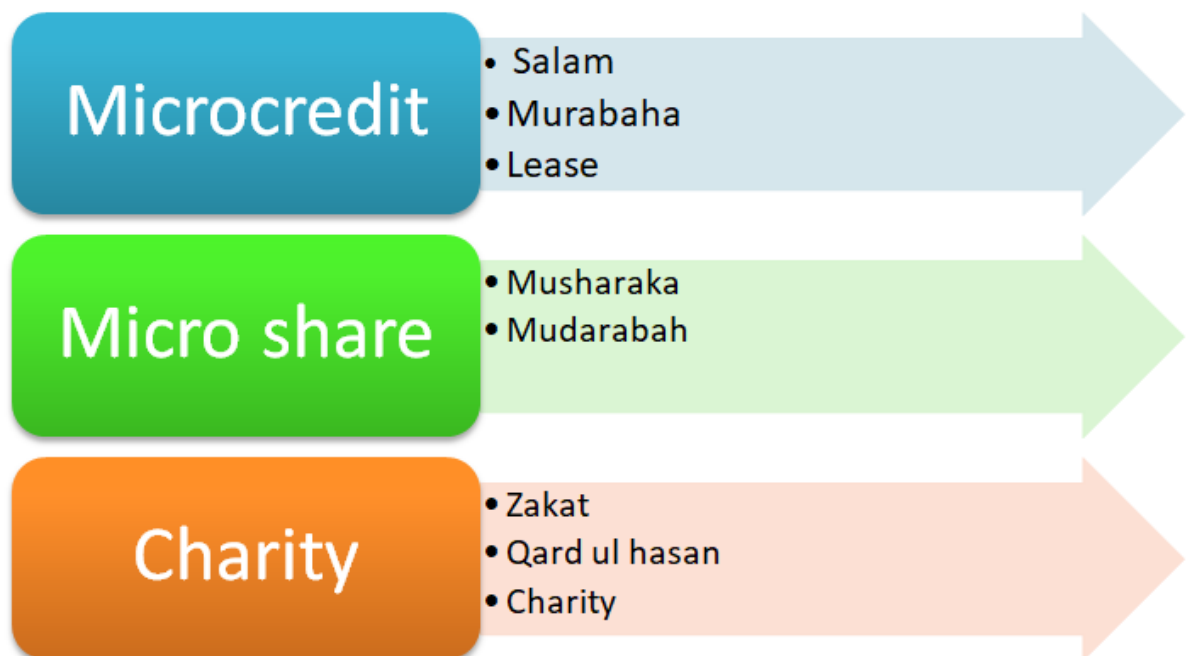 Microcredit
• Salam
• Murabaha
• Lease
Micro share
• Musharaka
• Mudarabah
Charity
• Zakat
• Qard ul hasan
• Charity